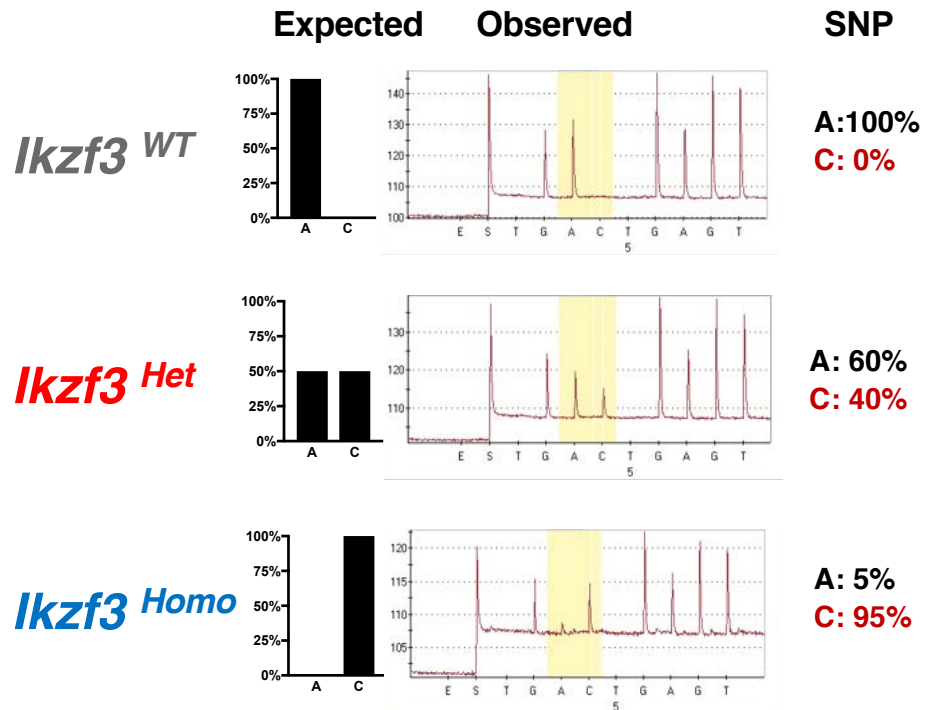 Expected Observed SNP
Ikzf3 WT
100%
75%
50%
25%
0%
A C
140
130
120
110
100
E S T G A C T G A G T
5
A:100%
C: 0%
Ikzf3 Het
100%
75%
50%
25%
0%
A C
130
120
110
E S T G A C T G A G T
5
A: 60%
C: 40%
Ikzf3 Homo
100%
75%
50%
25%
0%
A C
120
115
110
105
E S T G A C T G A G T
5
A: 5%
C: 95%